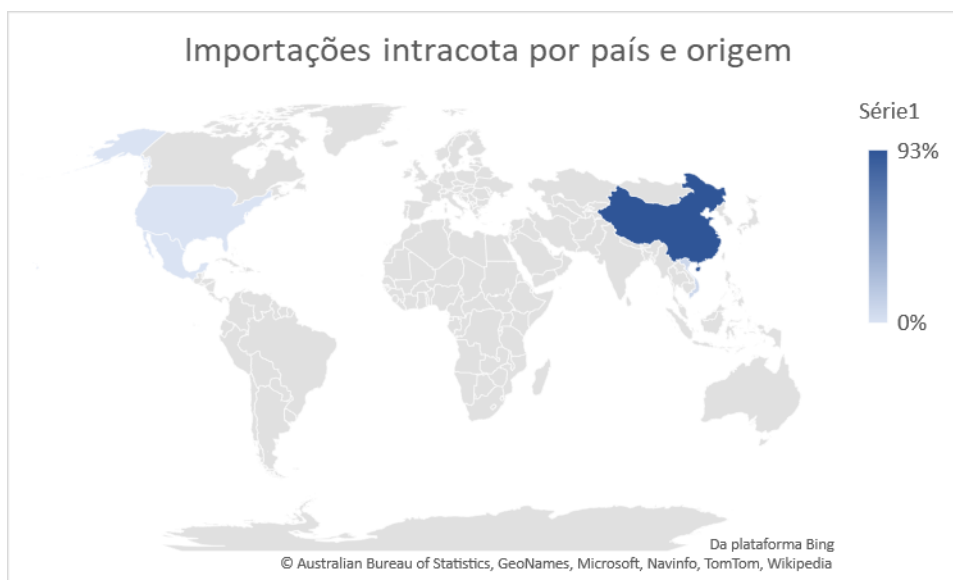 Importações intracota por país e origem
Série1
93%
0%
Da plataforma Bing
© Australian Bureau of Statistics, GeoNames, Microsoft, Navinfo, TomTom, Wikipedia